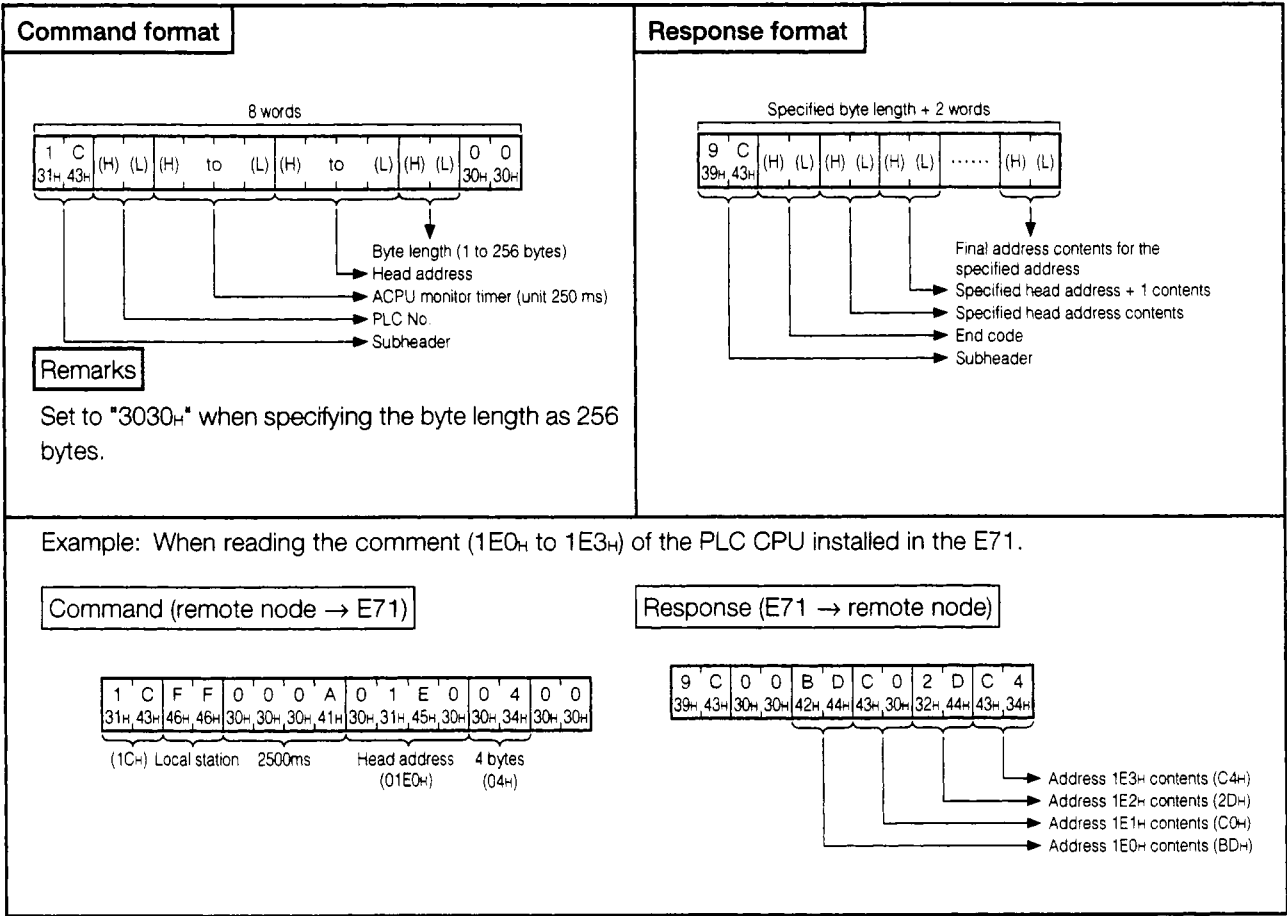 Command format
8 words
1 C (H) (L) (H) to (L) (H) to (L) (H) (L) 0 0
31H 43H 30H 30H
Byte length (1 to 256 bytes)
Head address
ACPU monitor timer (unit 250 ms)
PLC No.
Subheader
Remarks
Set to "3030H" when specifying the byte length as 256
bytes.
Response format
Specified byte length + 2 words
9 C (H) (L) (H) (L) (H) (L) ...... (H) (L)
39H 43H
Final address contents for the
specified address
Specified head address + 1 contents
Specified head address contents
End code
Subheader
Example: When reading the comment (1E0H to 1E3H) of the PLC CPU installed in the E71.
Command (remote node → E71)
1 C F F 0 0 0 A 0 1 E 0 0 4 0 0
31H 43H 46H 46H 30H 30H 30H 41H 30H 31H 45H 30H 30H 34H 30H 30H
(1CH) Local station 2500ms Head address 4 bytes
(01E0H) (04H)
Response (E71 → remote node)
9 C 0 0 B D C 0 2 D C 4
39H 43H 30H 30H 42H 44H 43H 30H 32H 44H 43H 34H
Address 1E3H contents (C4H)
Address 1E2H contents (2DH)
Address 1E1H contents (C0H)
Address 1E0H contents (BDH)